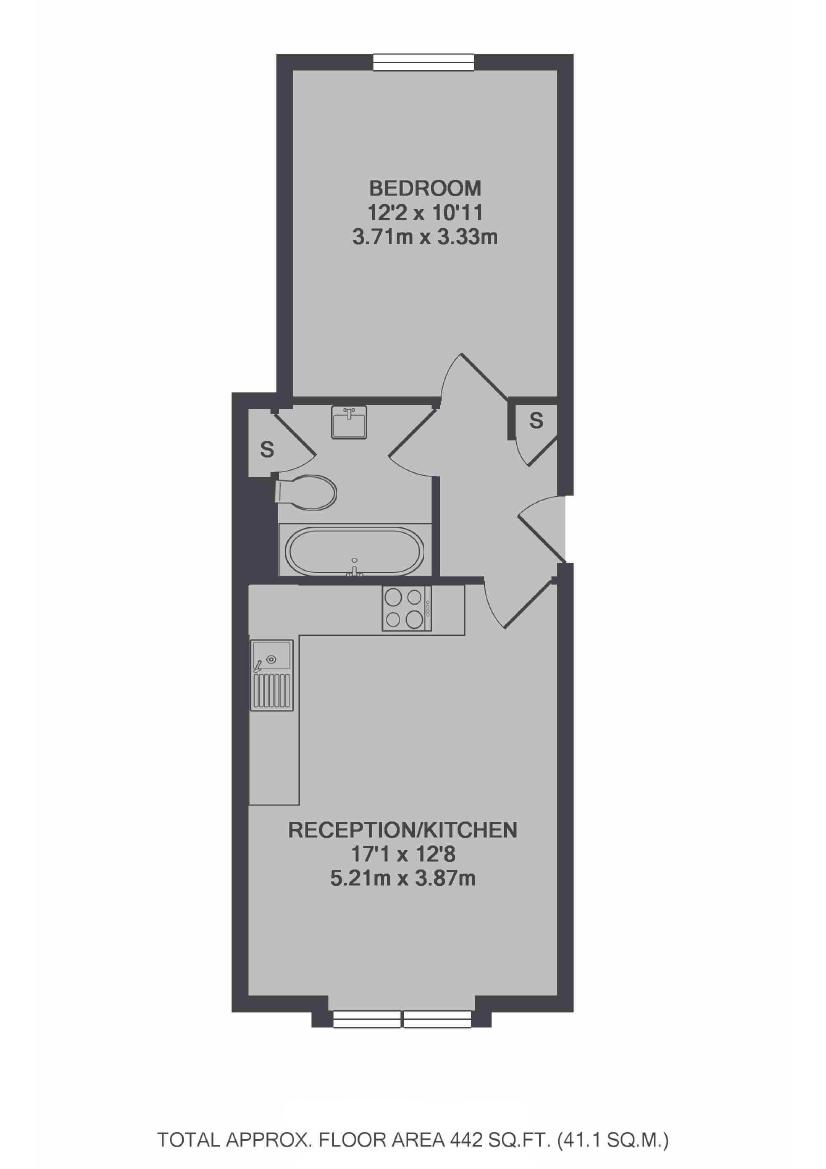 BEDROOM
12'2 x 10'11
3.71m x 3.33m
S
S
RECEPTION/KITCHEN
17'1 x 12'8
5.21m x 3.87m
TOTAL APPROX. FLOOR AREA 442 SQ.FT. (41.1 SQ.M.)